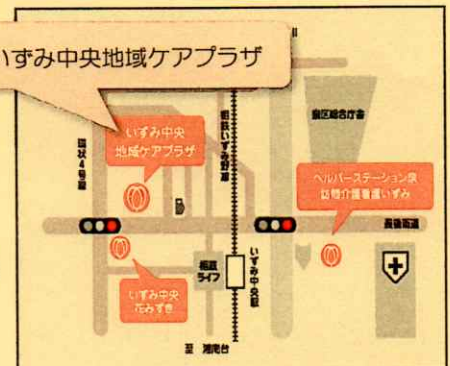 いずみ中央地域ケアプラザ
いずみ中央
地域ケアプラザ
環状4号線
相鉄いずみ野線
泉区総合庁舎
ヘルパーステーション泉
訪問介護看護いずみ
長後街道
いずみ中央
花みずき
相鉄
ライフ
いずみ中央駅
至 湘南台